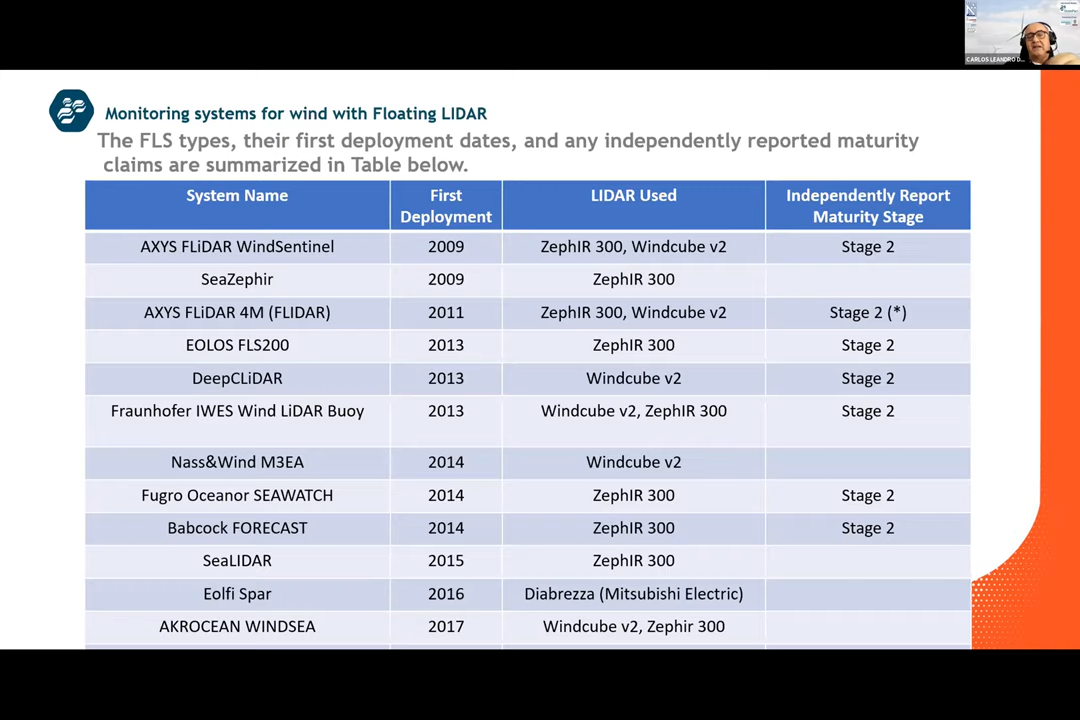 CARLOS LEANDRO D...
Monitoring systems for wind with Floating LIDAR
The FLS types, their first deployment dates, and any independently reported maturity
claims are summarized in Table below.
System Name First Deployment LIDAR Used Independently Report Maturity Stage
AXYS FLiDAR WindSentinel 2009 ZephIR 300, Windcube v2 Stage 2
SeaZephir 2009 ZephIR 300
AXYS FLiDAR 4M (FLIDAR) 2011 ZephIR 300, Windcube v2 Stage 2 (*)
EOLOS FLS200 2013 ZephIR 300 Stage 2
DeepCLiDAR 2013 Windcube v2 Stage 2
Fraunhofer IWES Wind LiDAR Buoy 2013 Windcube v2, ZephIR 300 Stage 2
Nass&Wind M3EA 2014 Windcube v2
Fugro Oceanor SEAWATCH 2014 ZephIR 300 Stage 2
Babcock FORECAST 2014 ZephIR 300 Stage 2
SeaLIDAR 2015 ZephIR 300
Eolfi Spar 2016 Diabrezza (Mitsubishi Electric)
AKROCEAN WINDSEA 2017 Windcube v2, Zephir 300